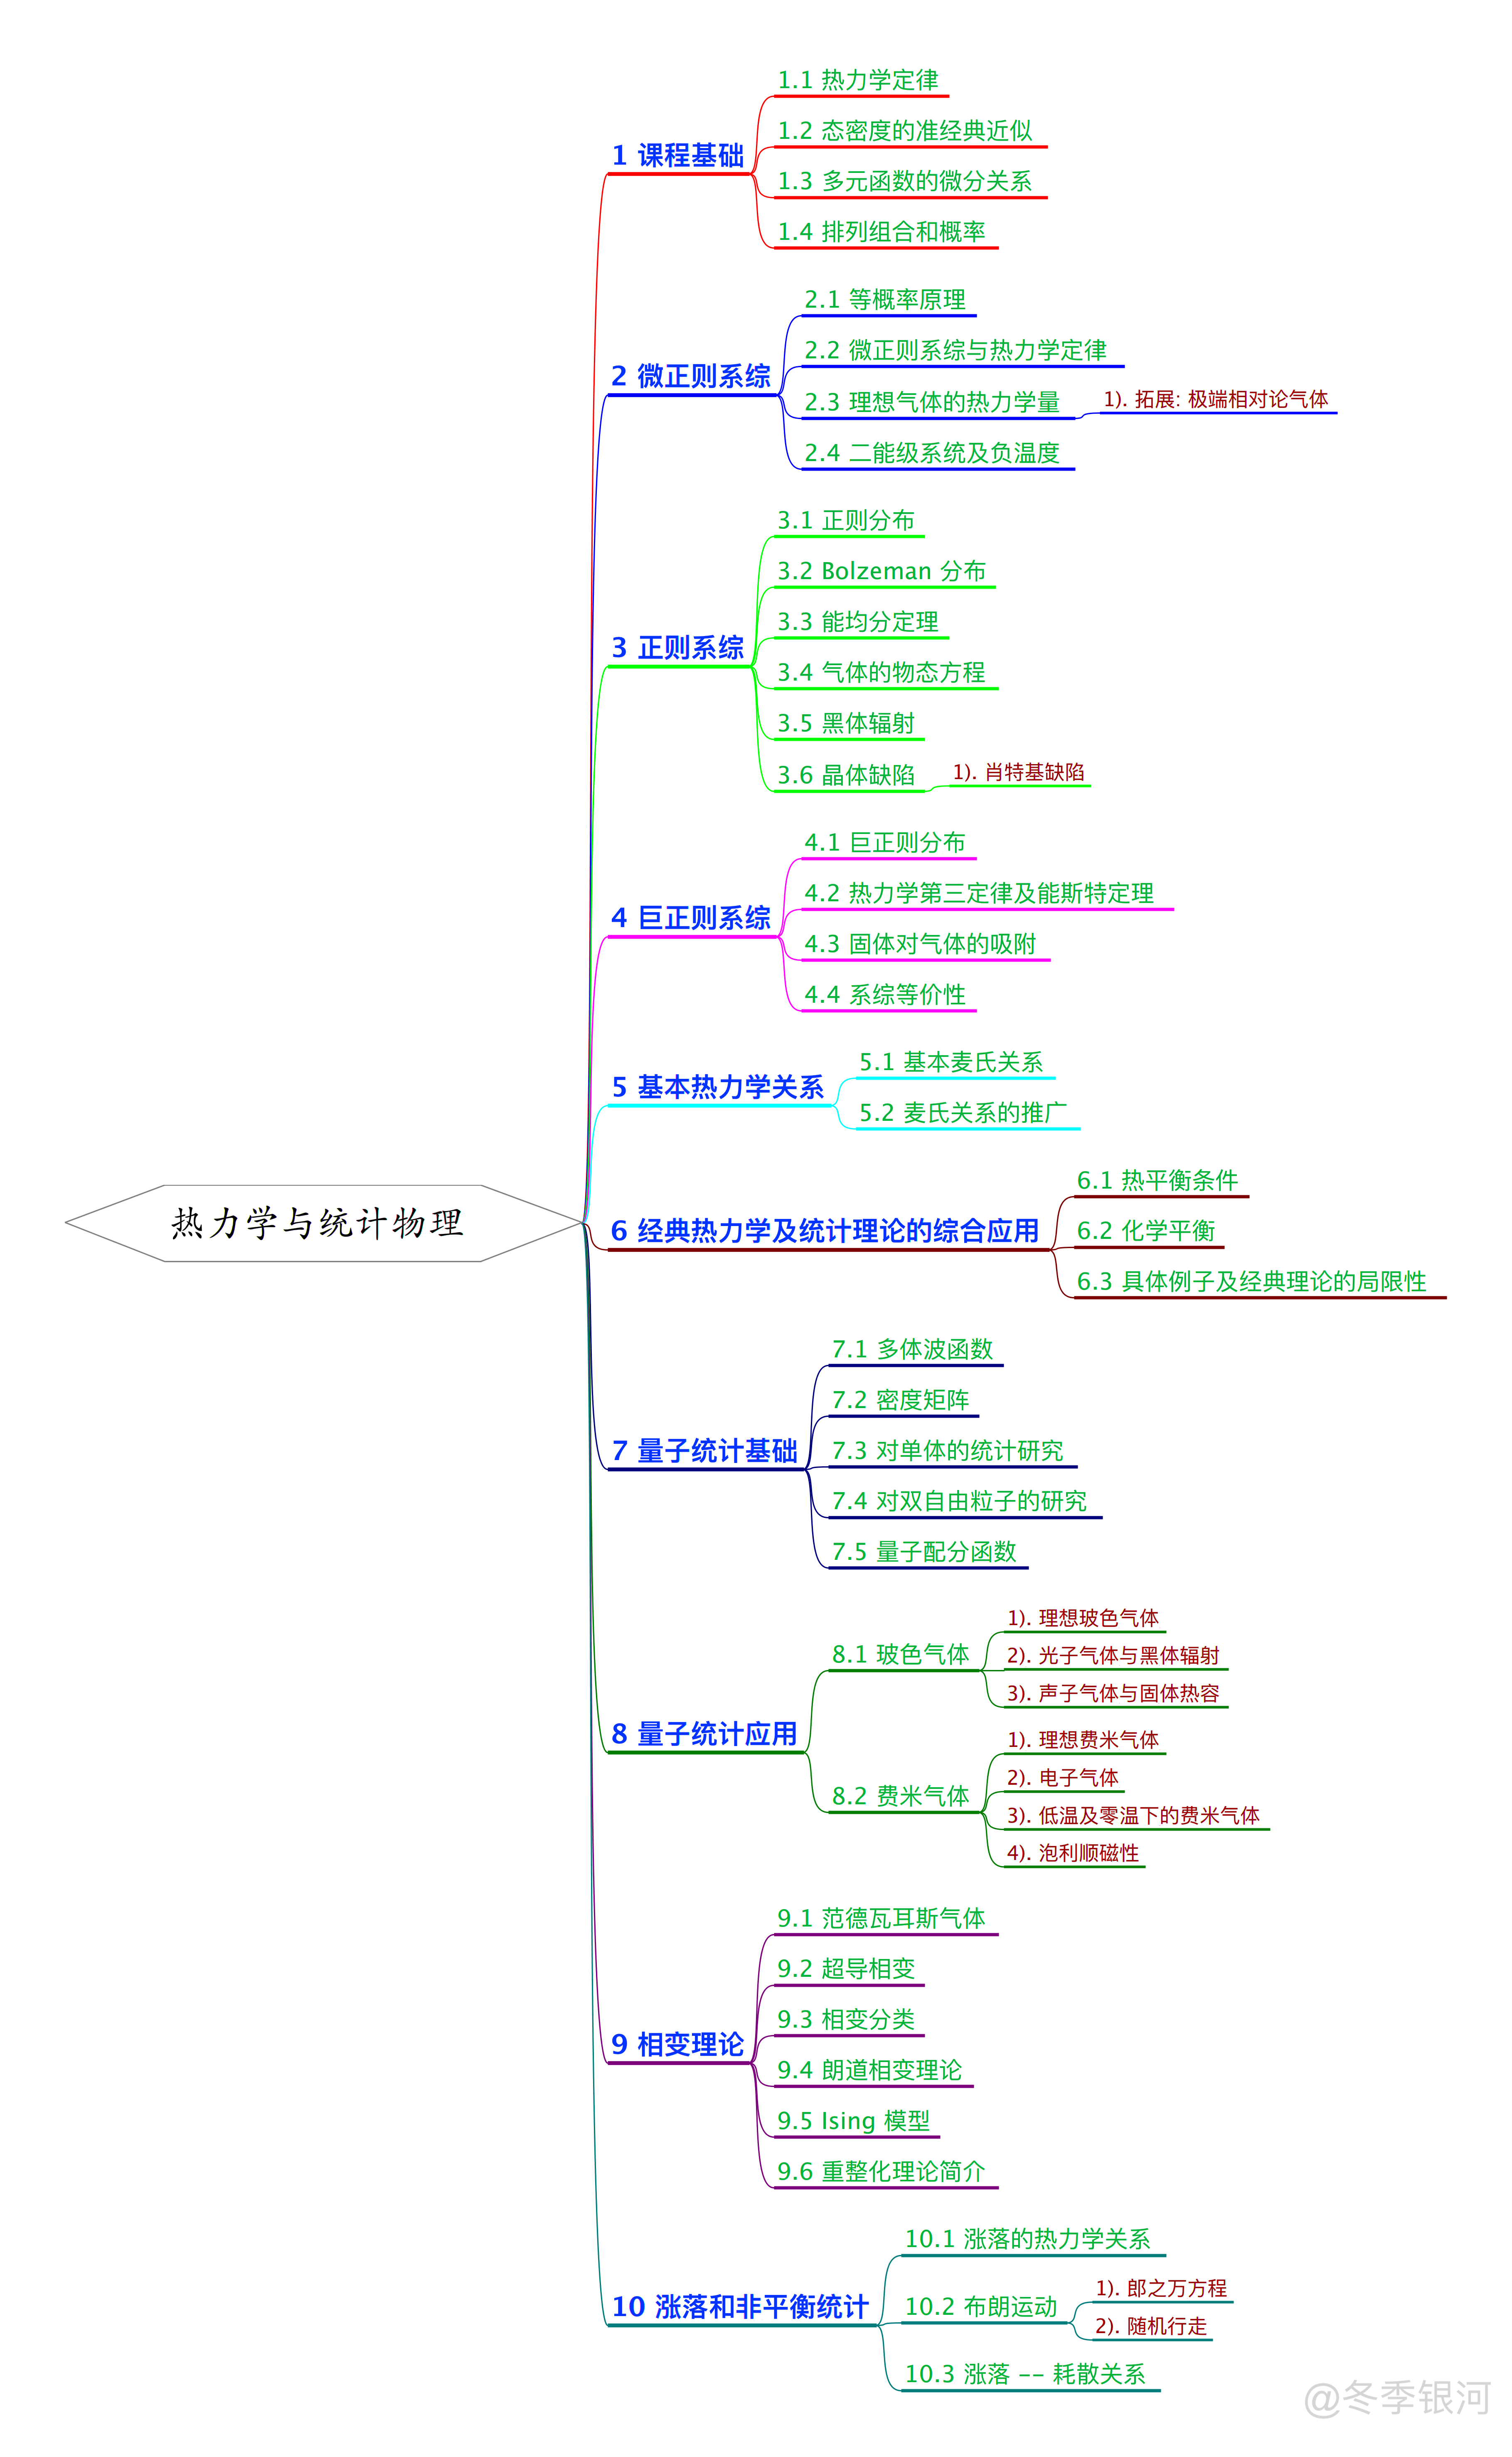 热力学与统计物理
1 课程基础
1.1 热力学定律
1.2 态密度的准经典近似
1.3 多元函数的微分关系
1.4 排列组合和概率
2 微正则系综
2.1 等概率原理
2.2 微正则系综与热力学定律
2.3 理想气体的热力学量
1). 拓展: 极端相对论气体
2.4 二能级系统及负温度
3 正则系综
3.1 正则分布
3.2 Bolzeman 分布
3.3 能均分定理
3.4 气体的物态方程
3.5 黑体辐射
3.6 晶体缺陷
1). 肖特基缺陷
4 巨正则系综
4.1 巨正则分布
4.2 热力学第三定律及能斯特定理
4.3 固体对气体的吸附
4.4 系综等价性
5 基本热力学关系
5.1 基本麦氏关系
5.2 麦氏关系的推广
6 经典热力学及统计理论的综合应用
6.1 热平衡条件
6.2 化学平衡
6.3 具体例子及经典理论的局限性
7 量子统计基础
7.1 多体波函数
7.2 密度矩阵
7.3 对单体的统计研究
7.4 对双自由粒子的研究
7.5 量子配分函数
8 量子统计应用
8.1 玻色气体
1). 理想玻色气体
2). 光子气体与黑体辐射
3). 声子气体与固体热容
8.2 费米气体
1). 理想费米气体
2). 电子气体
3). 低温及零温下的费米气体
4). 泡利顺磁性
9 相变理论
9.1 范德瓦耳斯气体
9.2 超导相变
9.3 相变分类
9.4 朗道相变理论
9.5 Ising 模型
9.6 重整化理论简介
10 涨落和非平衡统计
10.1 涨落的热力学关系
10.2 布朗运动
1). 郎之万方程
2). 随机行走
10.3 涨落 -- 耗散关系
@冬季银河